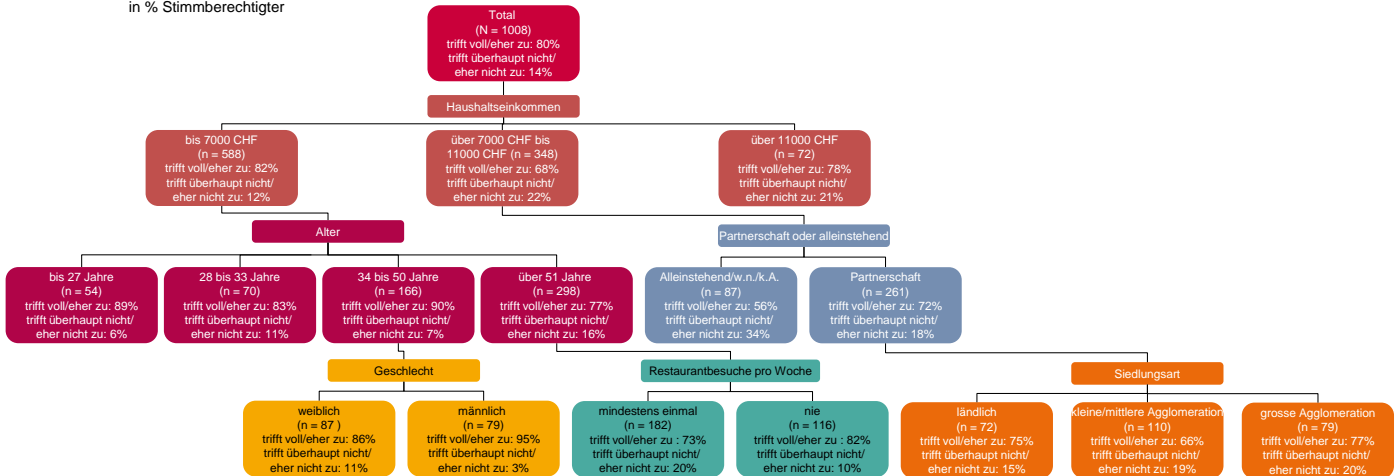 in % Stimmberechtigter
Total
(N = 1008)
trifft voll/eher zu: 80%
trifft überhaupt nicht/
eher nicht zu: 14%
Haushaltseinkommen
bis 7000 CHF
(n = 588)
trifft voll/eher zu: 82%
trifft überhaupt nicht/
eher nicht zu: 12%
über 7000 CHF bis
11000 CHF (n = 348)
trifft voll/eher zu: 68%
trifft überhaupt nicht/
eher nicht zu: 22%
über 11000 CHF
(n = 72)
trifft voll/eher zu: 78%
trifft überhaupt nicht/
eher nicht zu: 21%
Alter
Partnerschaft oder alleinstehend
bis 27 Jahre
(n = 54)
trifft voll/eher zu: 89%
trifft überhaupt nicht/
eher nicht zu: 6%
28 bis 33 Jahre
(n = 70)
trifft voll/eher zu: 83%
trifft überhaupt nicht/
eher nicht zu: 11%
34 bis 50 Jahre
(n = 166)
trifft voll/eher zu: 90%
trifft überhaupt nicht/
eher nicht zu: 7%
über 51 Jahre
(n = 298)
trifft voll/eher zu: 77%
trifft überhaupt nicht/
eher nicht zu: 16%
Alleinstehend/w.n./k.A.
(n = 87)
trifft voll/eher zu: 56%
trifft überhaupt nicht/
eher nicht zu: 34%
Partnerschaft
(n = 261)
trifft voll/eher zu: 72%
trifft überhaupt nicht/
eher nicht zu: 18%
Geschlecht
Restaurantbesuche pro Woche
Siedlungsart
weiblich
(n = 87 )
trifft voll/eher zu: 86%
trifft überhaupt nicht/
eher nicht zu: 11%
männlich
(n = 79)
trifft voll/eher zu: 95%
trifft überhaupt nicht/
eher nicht zu: 3%
mindestens einmal
(n = 182)
trifft voll/eher zu : 73%
trifft überhaupt nicht/
eher nicht zu: 20%
nie
(n = 116)
trifft voll/eher zu : 82%
trifft überhaupt nicht/
eher nicht zu: 10%
ländlich
(n = 72)
trifft voll/eher zu: 75%
trifft überhaupt nicht/
eher nicht zu: 15%
kleine/mittlere Agglomeration
(n = 110)
trifft voll/eher zu: 66%
trifft überhaupt nicht/
eher nicht zu: 19%
grosse Agglomeration
(n = 79)
trifft voll/eher zu: 77%
trifft überhaupt nicht/
eher nicht zu: 20%